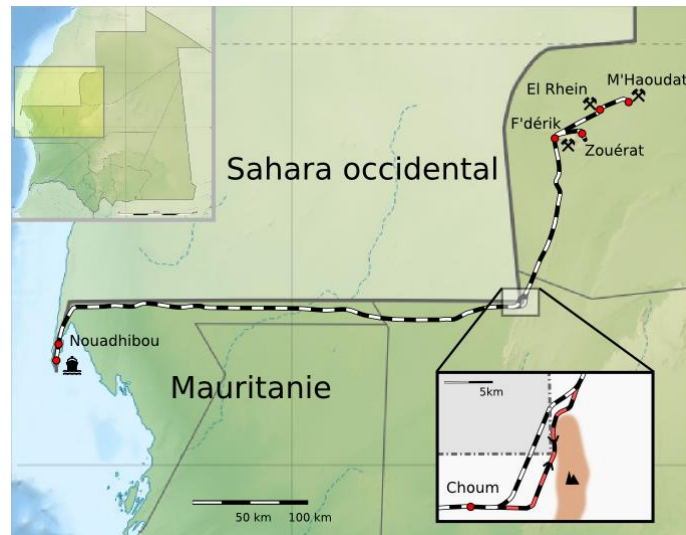 M'Haoudat
El Rhein
F'dérik
Zouérat
Sahara occidental
Nouadhibou
Mauritanie
5km
Choum
50 km
100 km